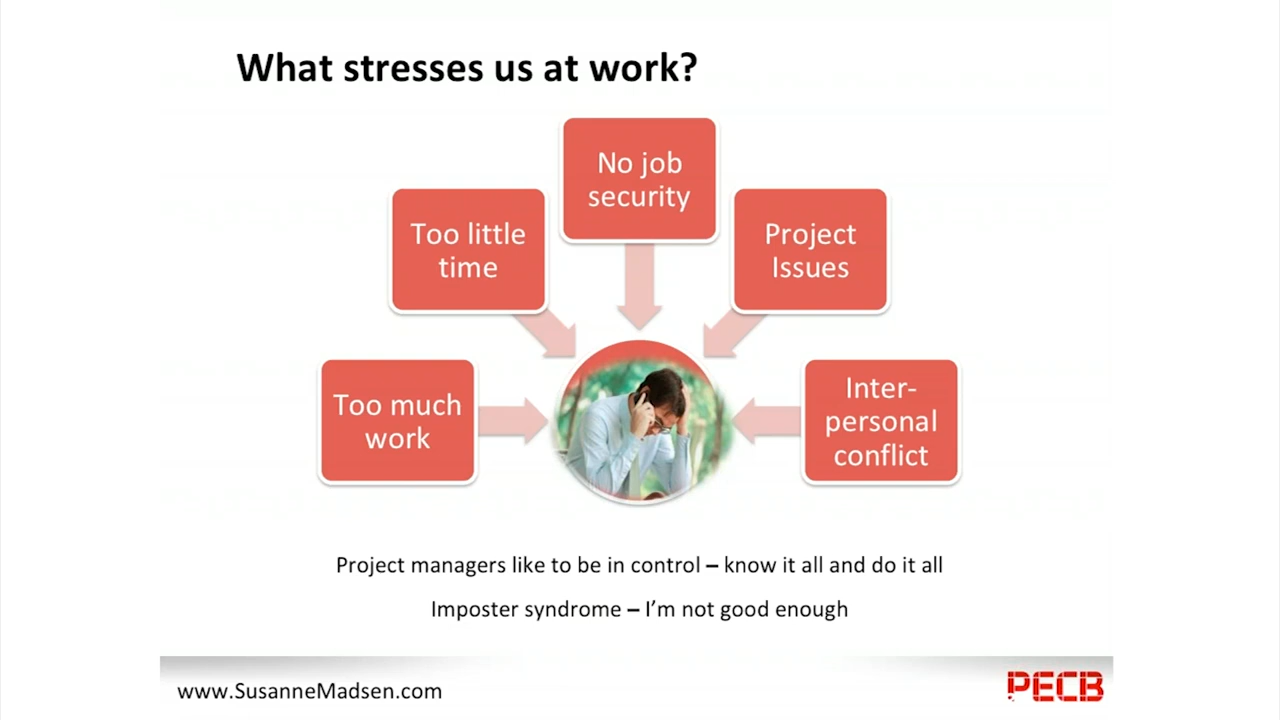 What stresses us at work?
No job
security
Too little
time
Project
Issues
Too much
work
Inter-
personal
conflict
Project managers like to be in control – know it all and do it all
Imposter syndrome – I'm not good enough
www.SusanneMadsen.com
PECB